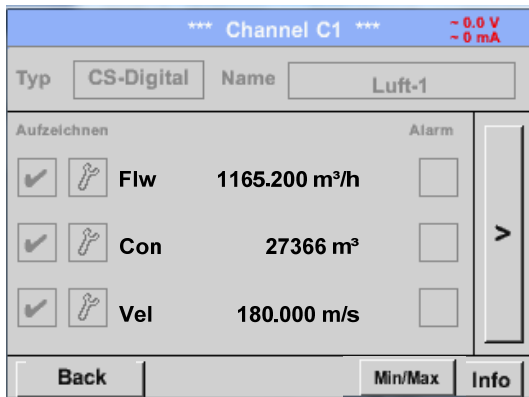 *** Channel C1 *** ~ 0.0 V
~ 0 mA
Typ CS-Digital Name Luft-1
Aufzeichnen Alarm
Flw 1165.200 m³/h
Con 27366 m³
Vel 180.000 m/s
>
Back Min/Max Info